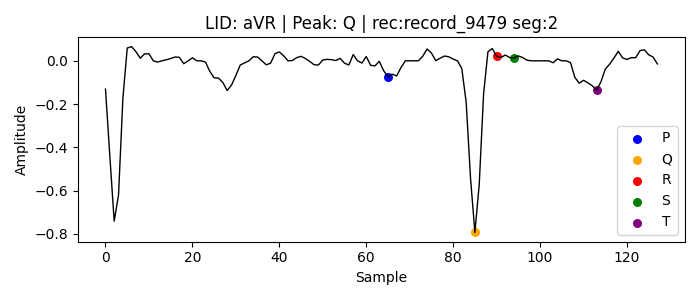 LID: aVR | Peak: Q | rec:record_9479 seg:2
Amplitude
0.0
−0.2
−0.4
−0.6
−0.8
P
Q
R
S
T
0
20
40
60
80
100
120
Sample